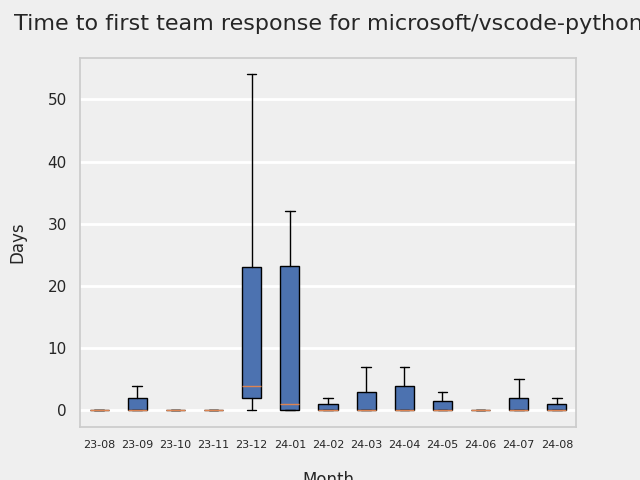 Time to first team response for microsoft/vscode-python
Days
50
40
30
20
10
0
23-08 23-09 23-10 23-11 23-12 24-01 24-02 24-03 24-04 24-05 24-06 24-07 24-08
Month